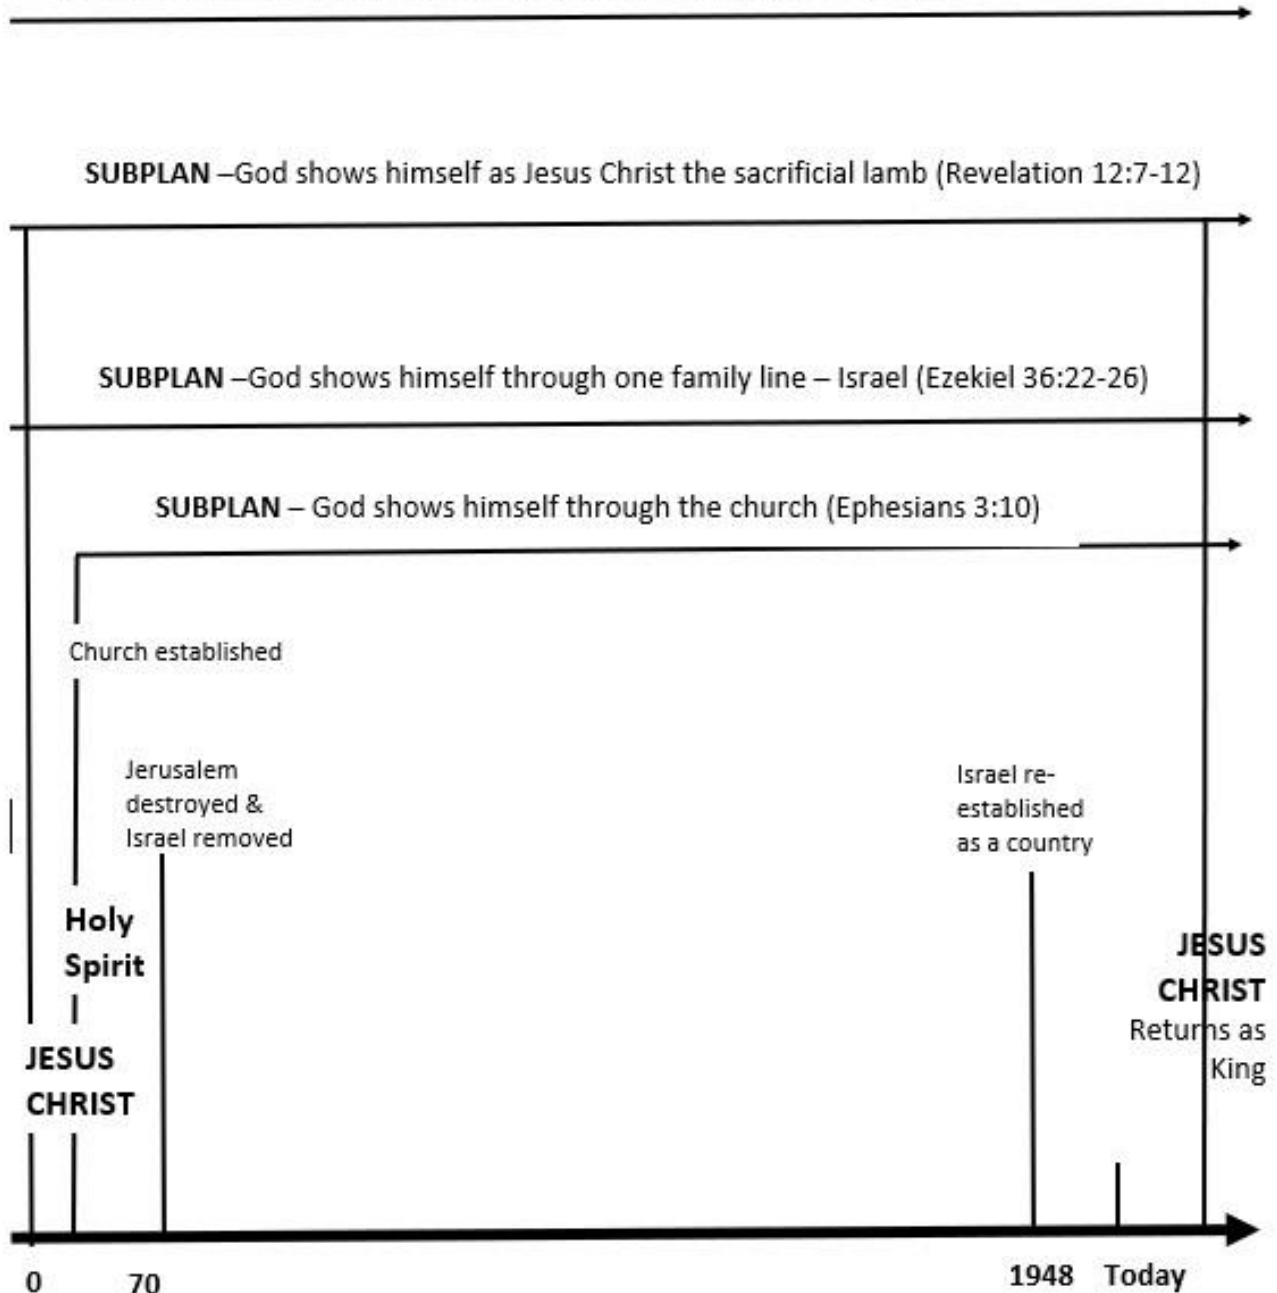 SUBPLAN –God shows himself as Jesus Christ the sacrificial lamb (Revelation 12:7-12)
SUBPLAN –God shows himself through one family line – Israel (Ezekiel 36:22-26)
SUBPLAN – God shows himself through the church (Ephesians 3:10)
Church established
Jerusalem
destroyed &
Israel removed
Israel re-
established
as a country
Holy
Spirit
JESUS
CHRIST
Returns as
King
JESUS
CHRIST
0
70
1948
Today